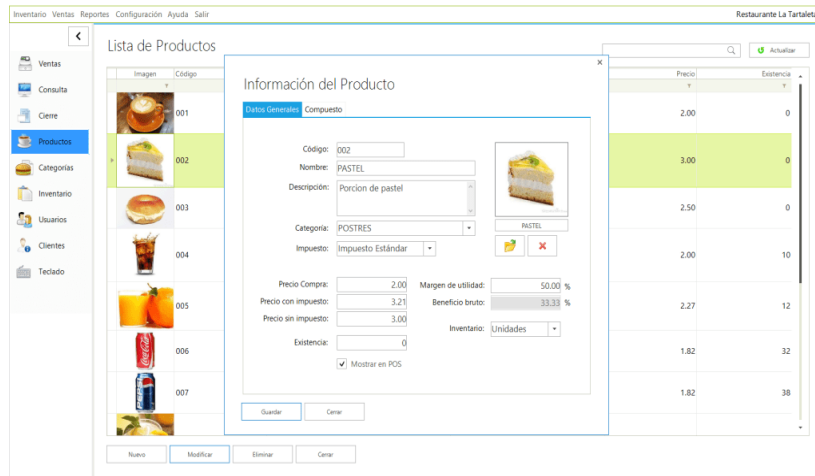 Inventario Ventas Reportes Configuración Ayuda Salir
Restaurante La Tartaleta
Lista de Productos
Actualizar
Ventas
Consulta
Cierre
Productos
Categorías
Inventario
Usuarios
Clientes
Teclado
Imagen Código Precio Existencia
001 2.00 0
002 3.00 0
003 2.50 0
004 2.00 10
005 2.27 12
006 1.82 32
007 1.82 38
Información del Producto
Datos Generales Compuesto
Código: 002
Nombre: PASTEL
Descripción: Porcion de pastel
Categoría: POSTRES
Impuesto: Impuesto Estándar
PASTEL
Precio Compra: 2.00
Precio con impuesto: 3.21
Precio sin impuesto: 3.00
Existencia: 0
Margen de utilidad: 50.00 %
Beneficio bruto: 33.33 %
Inventario: Unidades
Mostrar en POS
Guardar Cerrar
Nuevo Modificar Eliminar Cerrar